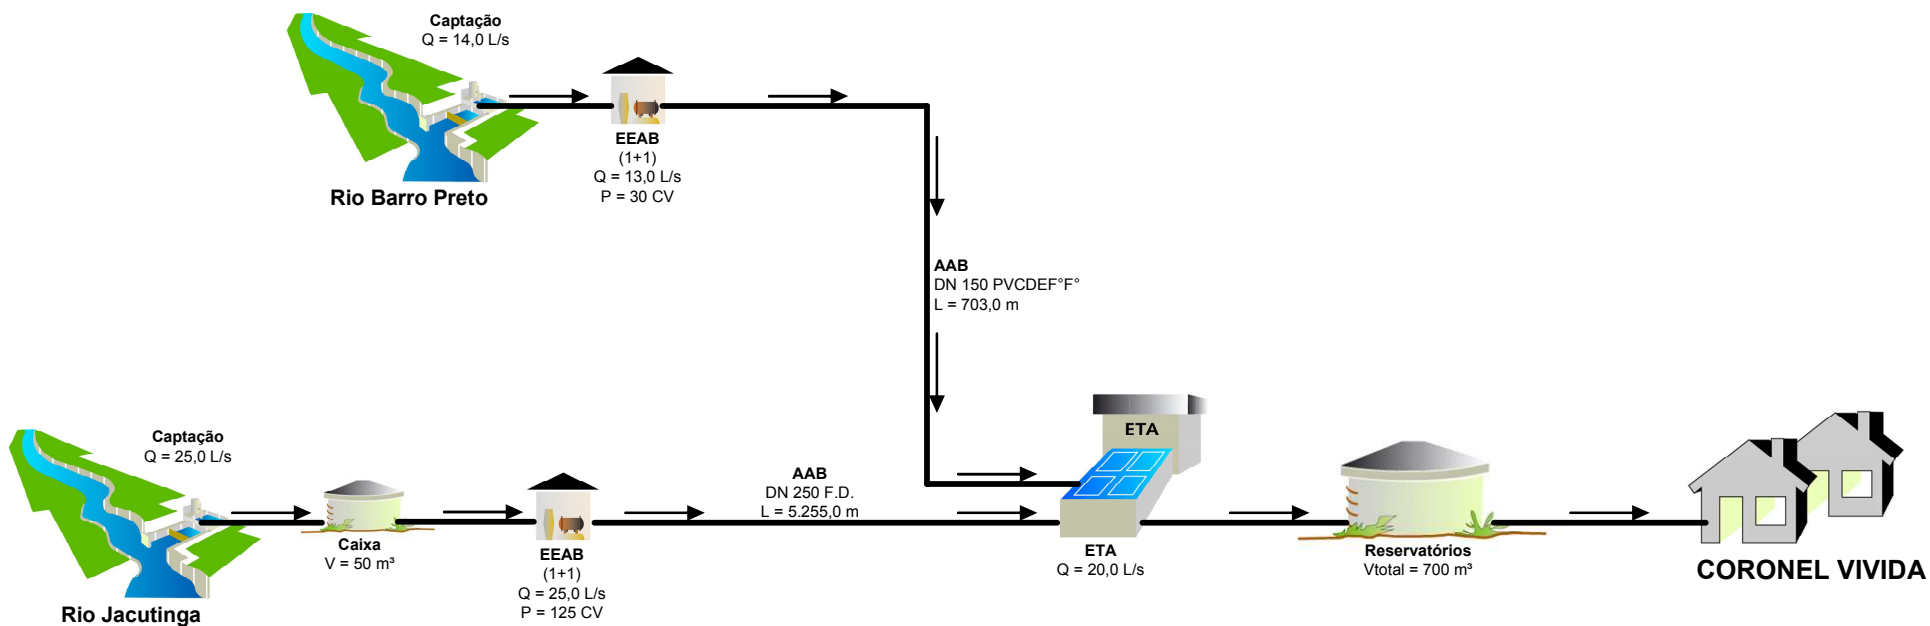 Captação
Q = 14,0 L/s
EEAB
(1+1)
Q = 13,0 L/s
P = 30 CV
Rio Barro Preto
AAB
DN 150 PVCDEF°F°
L = 703,0 m
Captação
Q = 25,0 L/s
Caixa
V = 50 m³
EEAB
(1+1)
Q = 25,0 L/s
P = 125 CV
Rio Jacutinga
AAB
DN 250 F.D.
L = 5.255,0 m
ETA
ETA
Q = 20,0 L/s
Reservatórios
Vtotal = 700 m³
CORONEL VIVIDA